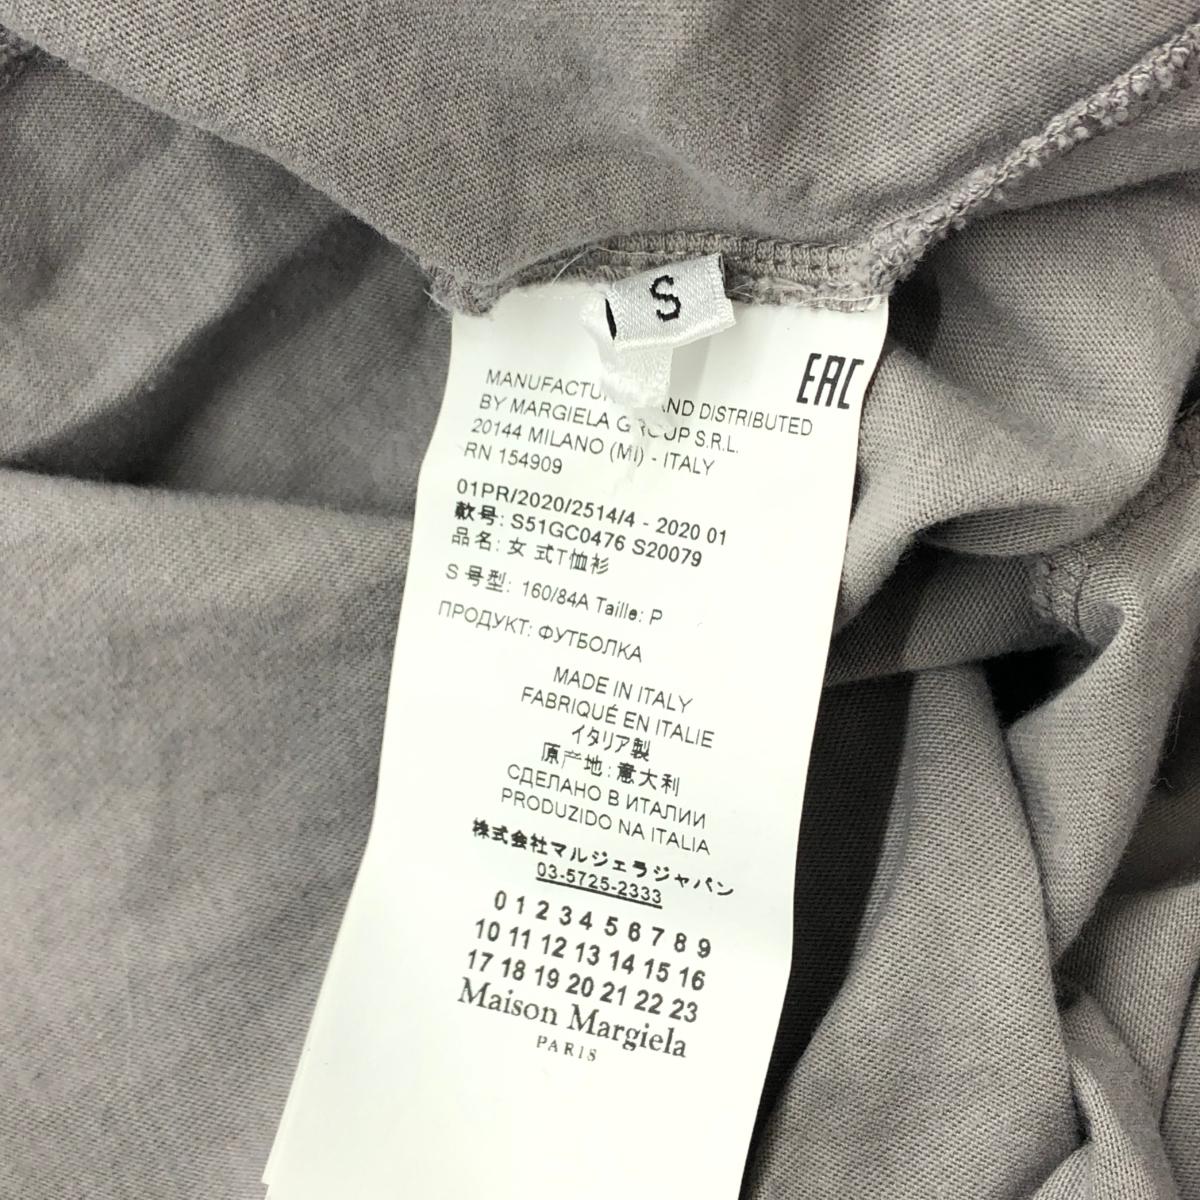 S
EAC
AND DISTRIBUTED
BY MARGIELA GROUP S.R.L.
20144 MILANO (MI) - ITALY
RN 154909
01PR/2020/2514/4 - 2020 01
款号: S51GC0476 S20079
品名: 女 式T恤衫
S 号型: 160/84A Taille: P
ПРОДУКТ: ФУТБОЛКА
MADE IN ITALY
FABRIQUÉ EN ITALIE
イタリア製
原产地:意大利
СДЕЛАНО В ИТАЛИИ
PRODUZIDO NA ITALIA
株式会社マルジェラジャパン
03-5725-2333
0 1 2 3 4 5 6 7 8 9
10 11 12 13 14 15 16
17 18 19 20 21 22 23
Maison Margiela
PARIS